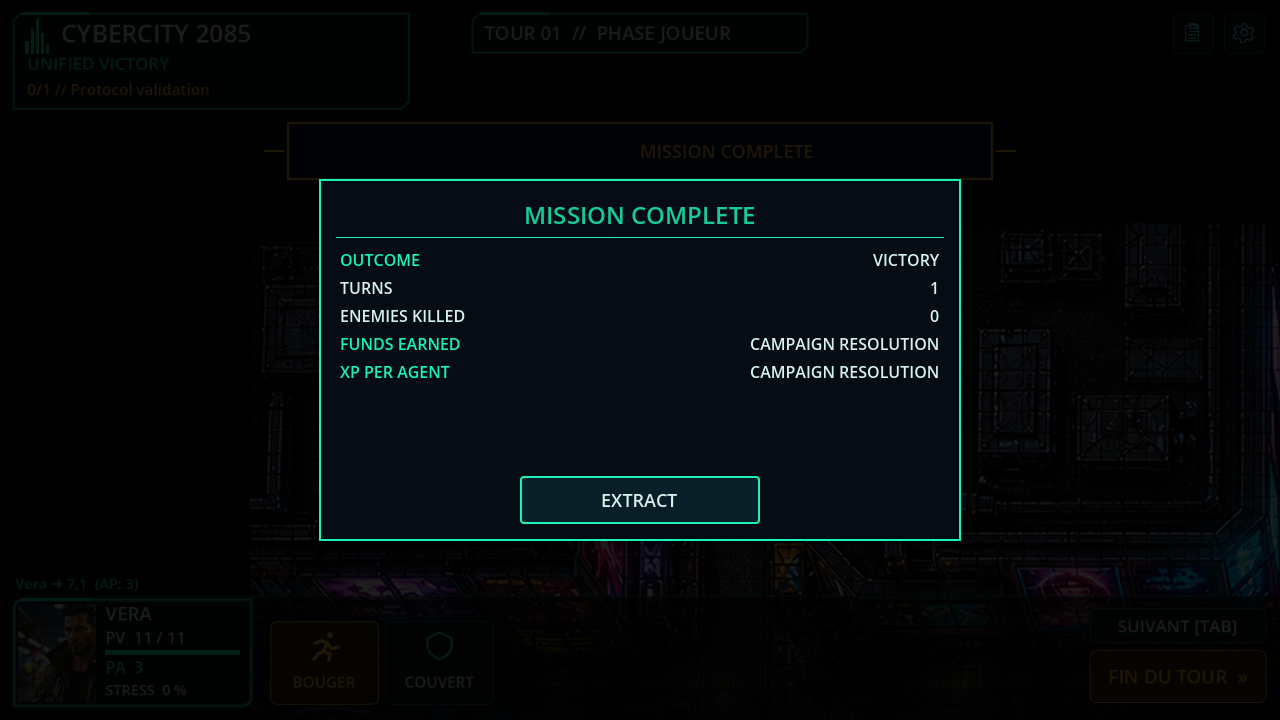 CYBERCITY 2085
UNIFIED VICTORY
0/1 // Protocol validation
TOUR 01 // PHASE JOUEUR
MISSION COMPLETE
MISSION COMPLETE
OUTCOME VICTORY
TURNS 1
ENEMIES KILLED 0
FUNDS EARNED CAMPAIGN RESOLUTION
XP PER AGENT CAMPAIGN RESOLUTION
EXTRACT
Vera → 7,1 (AP: 3)
VERA
PV 11 / 11
PA 3
STRESS 0 %
BOUGER
COUVERT
SUIVANT [TAB]
FIN DU TOUR »